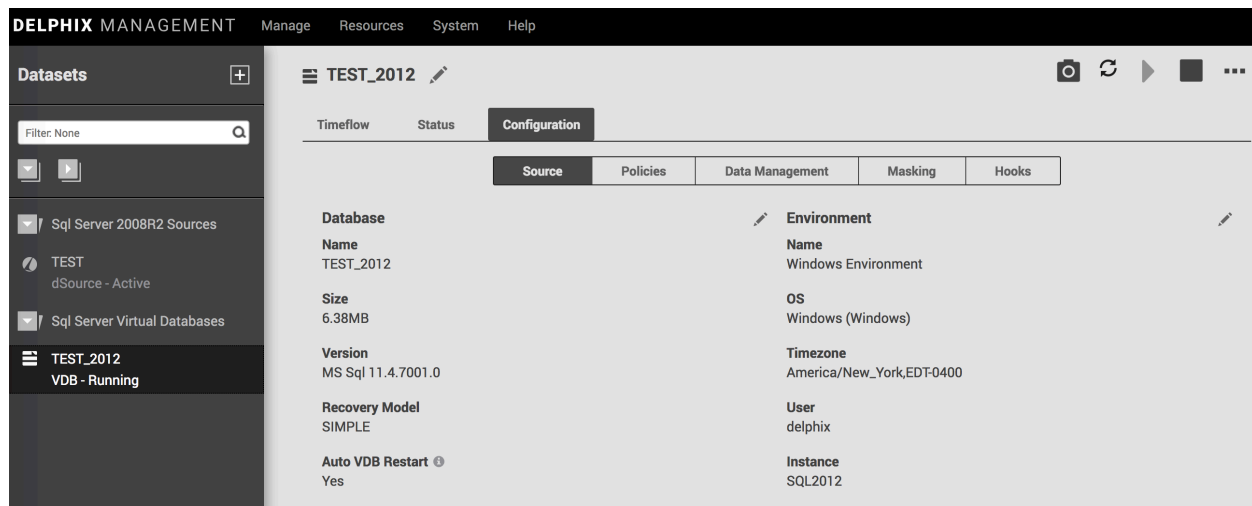 DELPHIX MANAGEMENT Manage Resources System Help
Datasets
Filter: None
Sql Server 2008R2 Sources
TEST
dSource - Active
Sql Server Virtual Databases
TEST_2012
VDB - Running
TEST_2012
Timeflow Status Configuration
Source Policies Data Management Masking Hooks
Database
Name
TEST_2012
Size
6.38MB
Version
MS Sql 11.4.7001.0
Recovery Model
SIMPLE
Auto VDB Restart
Yes
Environment
Name
Windows Environment
OS
Windows (Windows)
Timezone
America/New_York,EDT-0400
User
delphix
Instance
SQL2012